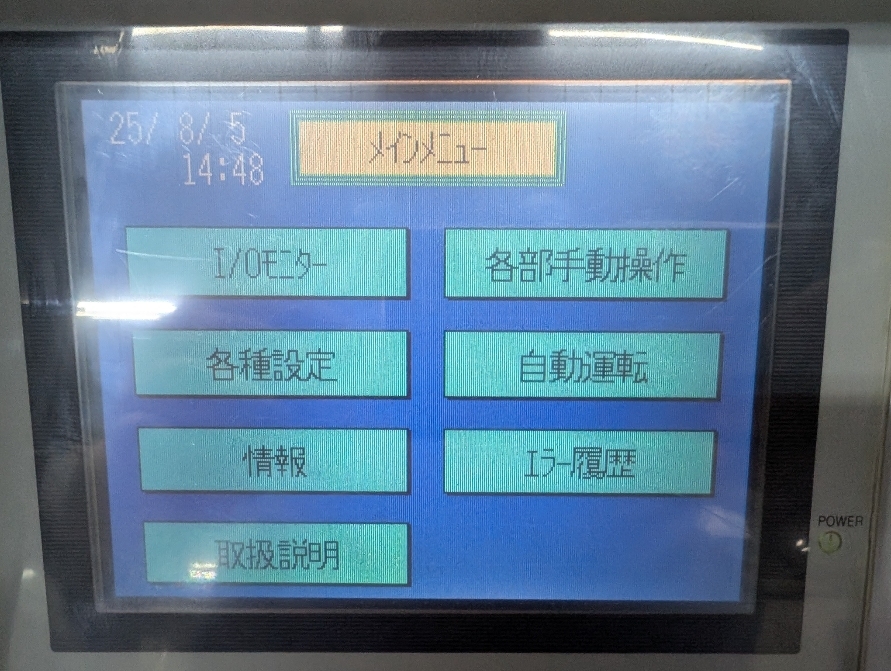 25/ 8/ 5
14:48
メインメニュー
I/Oモニター
各部手動操作
各種設定
自動運転
情報
エラー履歴
取扱説明
POWER